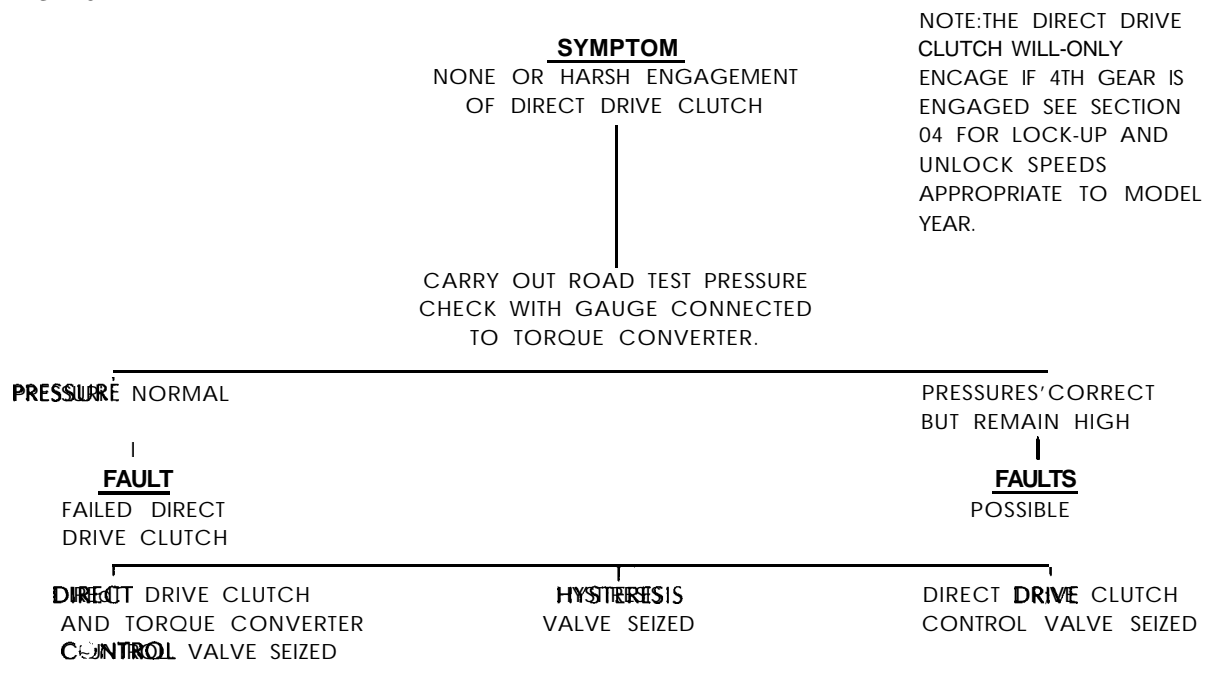 NOTE:THE DIRECT DRIVE
CLUTCH WILL-ONLY
ENCAGE IF 4TH GEAR IS
ENGAGED SEE SECTION
04 FOR LOCK-UP AND
UNLOCK SPEEDS
APPROPRIATE TO MODEL
YEAR.
SYMPTOM
NONE OR HARSH ENGAGEMENT
OF DIRECT DRIVE CLUTCH
CARRY OUT ROAD TEST PRESSURE
CHECK WITH GAUGE CONNECTED
TO TORQUE CONVERTER.
PRESSURE NORMAL
FAULT
FAILED DIRECT
DRIVE CLUTCH
PRESSURES'CORRECT
BUT REMAIN HIGH
FAULTS
POSSIBLE
DIRECT DRIVE CLUTCH
AND TORQUE CONVERTER
CONTROL VALVE SEIZED
HYSTERESIS
VALVE SEIZED
DIRECT DRIVE CLUTCH
CONTROL VALVE SEIZED